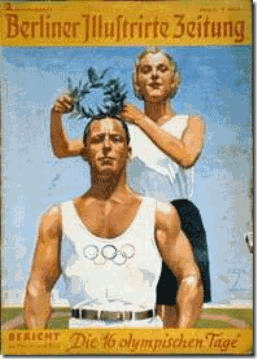 Berliner Illustrirte Zeitung
BERICHT
Die 16 olympischen Tage